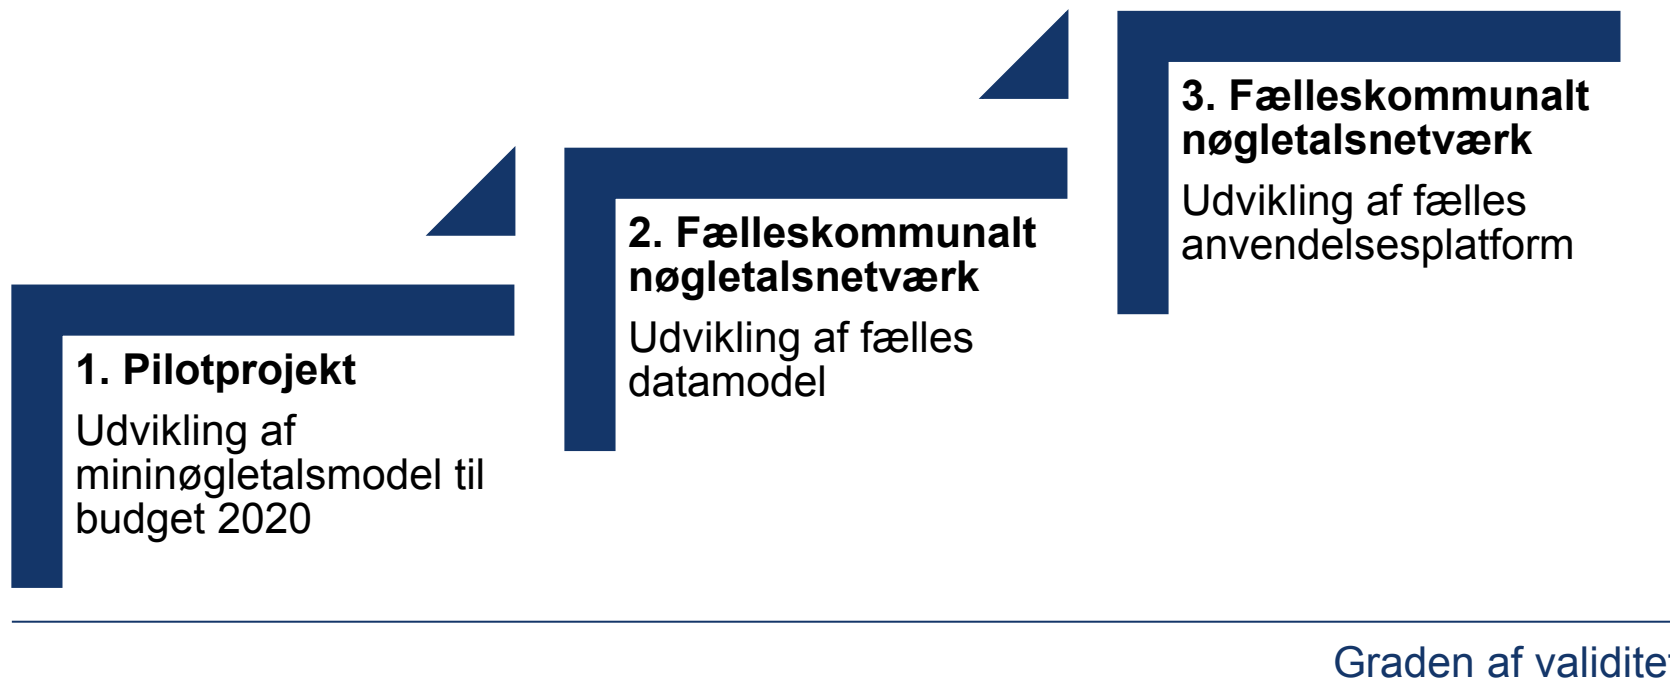 1. Pilotprojekt
Udvikling af
mininøgletalsmodel til
budget 2020
2. Fælleskommunalt
nøgletalsnetværk
Udvikling af fælles
datamodel
3. Fælleskommunalt
nøgletalsnetværk
Udvikling af fælles
anvendelsesplatform
Graden af validitet